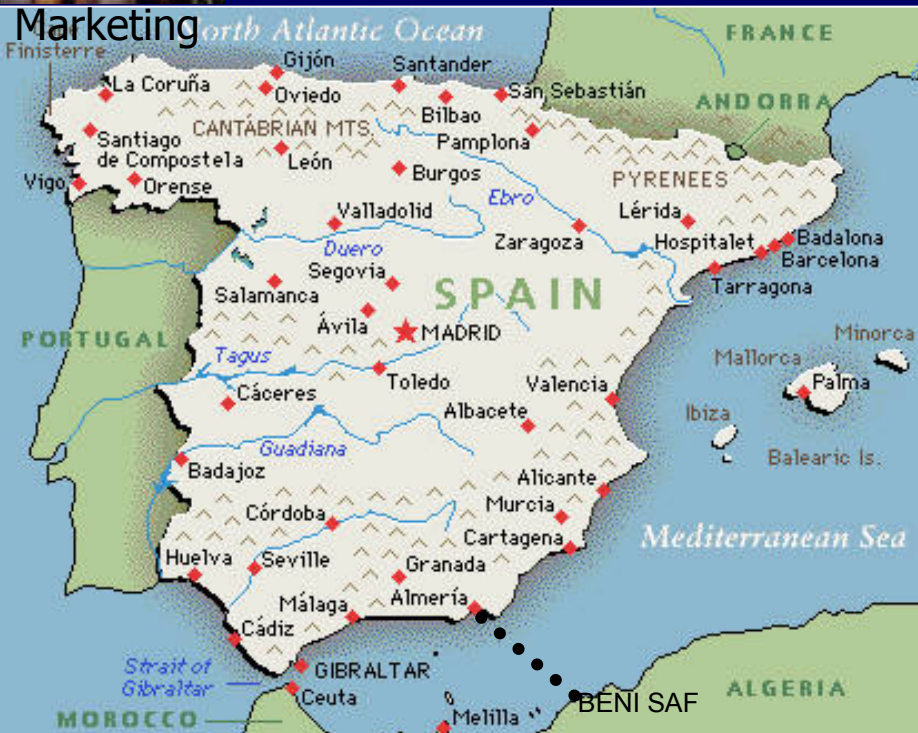 Marketing
North Atlantic Ocean
FRANCE
Finisterre
Gijón
Santander
La Coruña
Oviedo
San Sebastián
Bilbao
ANDORRA
CANTÁBRIAN MTS.
Pamplona
Santiago
de Compostela
León
Burgos
PYRENEES
Vigo
Orense
Ebro
Valladolid
Lérida
Duero
Zaragoza
Hospitalet
Badalona
Barcelona
Segovia
Tarragona
Salamanca
SPAIN
Ávila
MADRID
PORTUGAL
Minorca
Tagus
Mallorca
Toledo
Valencia
Palma
Cáceres
Albacete
Ibiza
Guadiana
Balearic Is.
Badajoz
Alicante
Murcia
Córdoba
Cartagena
Mediterranean Sea
Huelva
Seville
Granada
Málaga
Almería
Cádiz
Strait of
Gibraltar
GIBRALTAR
Ceuta
BENI SAF
ALGERIA
MOROCCO
Melilla